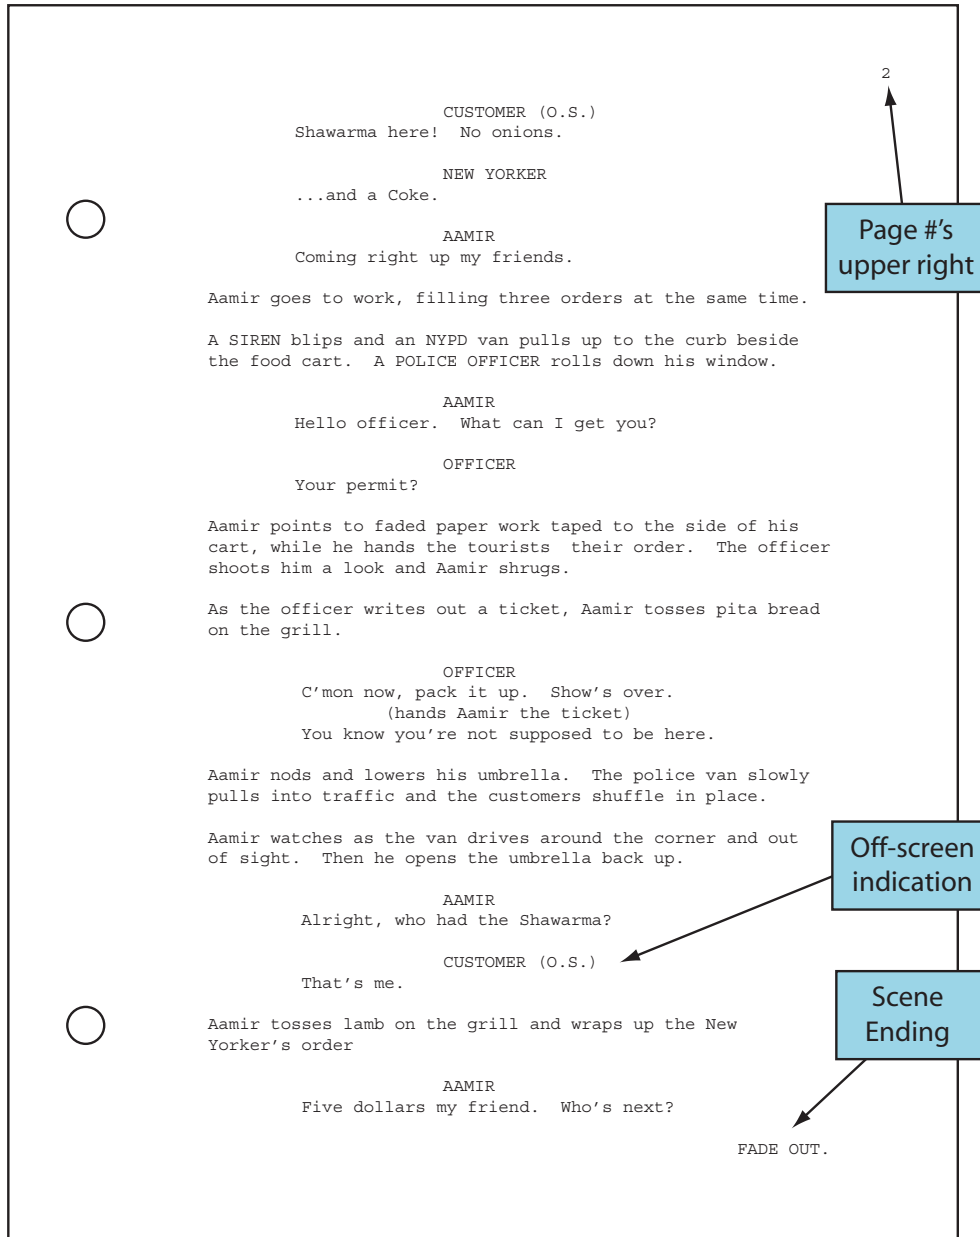 2
CUSTOMER (O.S.)
Shawarma here!  No onions.
NEW YORKER
...and a Coke.
AAMIR
Coming right up my friends.
Page #'s
upper right
Aamir goes to work, filling three orders at the same time.
A SIREN blips and an NYPD van pulls up to the curb beside
the food cart.  A POLICE OFFICER rolls down his window.
AAMIR
Hello officer.  What can I get you?
OFFICER
Your permit?
Aamir points to faded paper work taped to the side of his
cart, while he hands the tourists  their order.  The officer
shoots him a look and Aamir shrugs.
As the officer writes out a ticket, Aamir tosses pita bread
on the grill.
OFFICER
C'mon now, pack it up.  Show's over.
(hands Aamir the ticket)
You know you're not supposed to be here.
Aamir nods and lowers his umbrella.  The police van slowly
pulls into traffic and the customers shuffle in place.
Aamir watches as the van drives around the corner and out
of sight.  Then he opens the umbrella back up.
Off-screen
indication
AAMIR
Alright, who had the Shawarma?
CUSTOMER (O.S.)
That's me.
Scene
Ending
Aamir tosses lamb on the grill and wraps up the New
Yorker's order
AAMIR
Five dollars my friend.  Who's next?
FADE OUT.